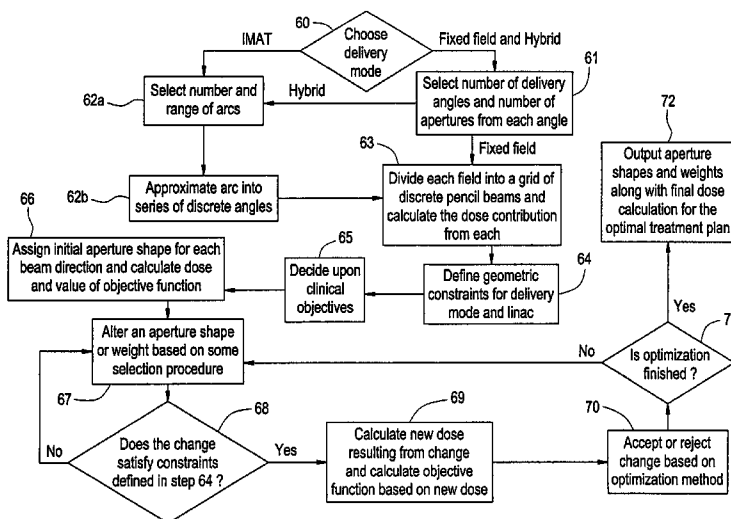 60
Choose
delivery
mode
IMAT
Fixed field and Hybrid
61
62a
Select number and
range of arcs
Hybrid
Select number of delivery
angles and number of
apertures from each angle
72
63
Fixed field
Output aperture
shapes and weights
along with final dose
calculation for the
optimal treatment plan
66
62b
Approximate arc into
series of discrete angles
Divide each field into a grid
of discrete pencil beams and
calculate the dose contribution
from each
65
Assign initial aperture shape for each
beam direction and calculate dose
and value of objective function
Decide upon
clinical objectives
64
Define geometric
constraints for delivery
mode and linac
Yes
Alter an aperture shape
or weight based on some
selection procedure
No
Is optimization
finished ?
67
68
69
70
No
Does the change
satisfy constraints
defined in step 64 ?
Yes
Calculate new dose
resulting from change
and calculate objective
function based on new dose
Accept or reject
change based on
optimization method